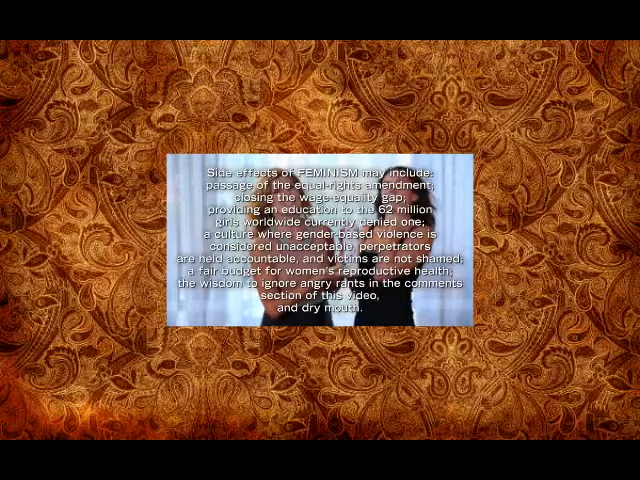 Side effects of FEMINISM may include:
passage of the equal-rights amendment;
closing the wage-equality gap;
providing an education to the 62 million
girls worldwide currently denied one;
a culture where gender-based violence is
considered unacceptable, perpetrators
are held accountable, and victims are not shamed;
a fair budget for women's reproductive health;
the wisdom to ignore angry rants in the comments
section of this video,
and dry mouth.